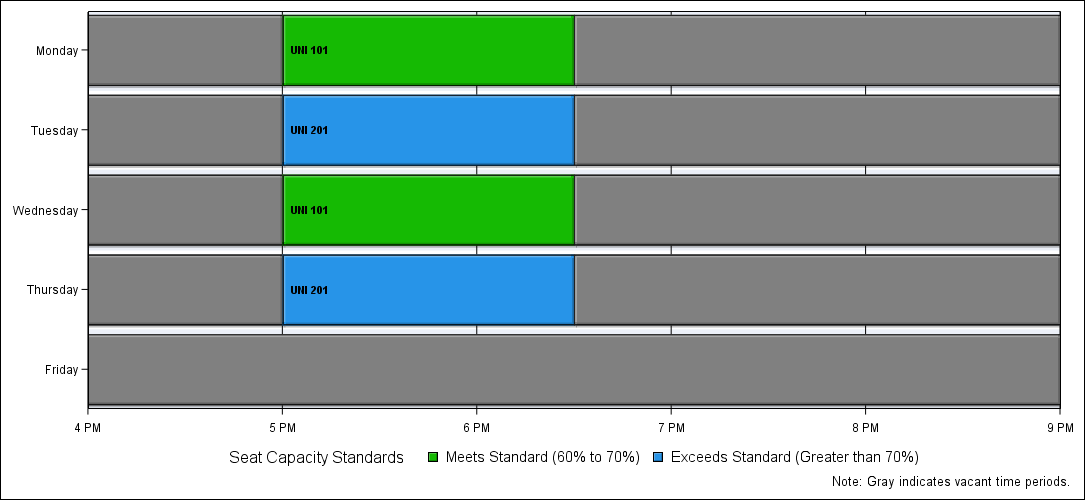 Monday
UNI 101
Tuesday
UNI 201
Wednesday
UNI 101
Thursday
UNI 201
Friday
4 PM 5 PM 6 PM 7 PM 8 PM 9 PM
Seat Capacity Standards Meets Standard (60% to 70%) Exceeds Standard (Greater than 70%)
Note: Gray indicates vacant time periods.